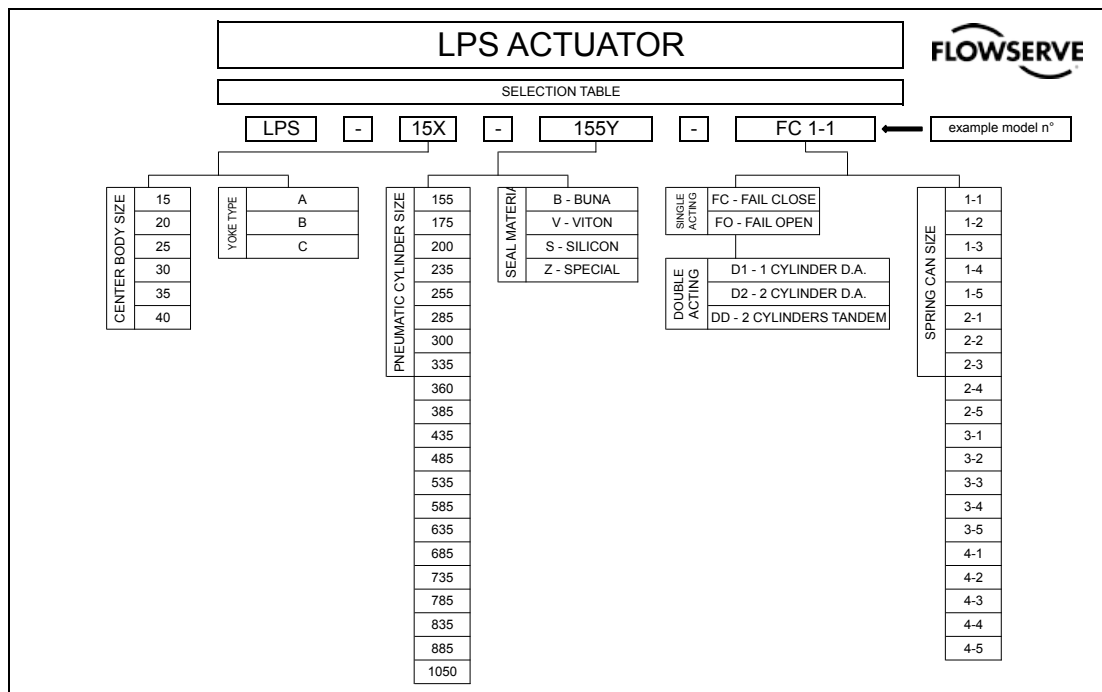 LPS ACTUATOR
FLOWSERVE
SELECTION TABLE
LPS - 15X - 155Y - FC 1-1 example model n°
CENTER BODY SIZE
15
20
25
30
35
40
YOKE TYPE
A
B
C
PNEUMATIC CYLINDER SIZE
155
175
200
235
255
285
300
335
360
385
435
485
535
585
635
685
735
785
835
885
1050
SEAL MATERIA
B - BUNA
V - VITON
S - SILICON
Z - SPECIAL
SINGLE ACTING
FC - FAIL CLOSE
FO - FAIL OPEN
DOUBLE ACTING
D1 - 1 CYLINDER D.A.
D2 - 2 CYLINDER D.A.
DD - 2 CYLINDERS TANDEM
SPRING CAN SIZE
1-1
1-2
1-3
1-4
1-5
2-1
2-2
2-3
2-4
2-5
3-1
3-2
3-3
3-4
3-5
4-1
4-2
4-3
4-4
4-5